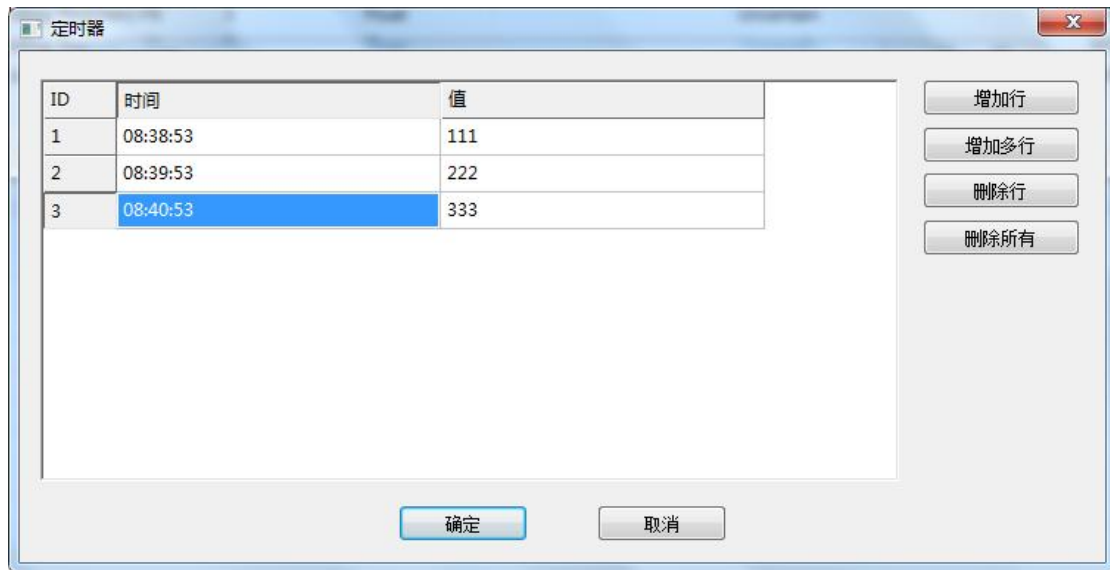 定时器
ID 时间 值
1 08:38:53 111
2 08:39:53 222
3 08:40:53 333
增加行
增加多行
删除行
删除所有
确定 取消